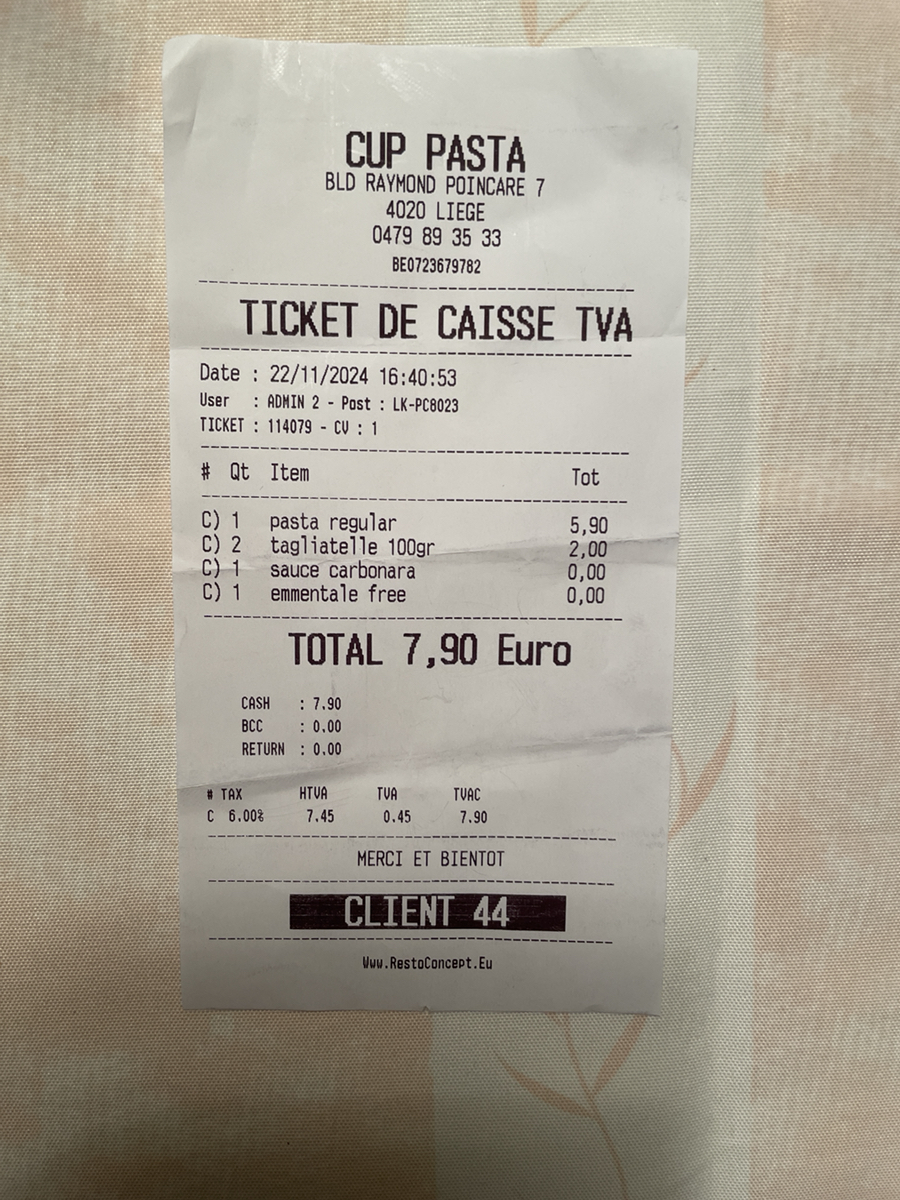 CUP PASTA
BLD RAYMOND POINCARE 7
4020 LIEGE
0479 89 35 33
BE0723679782
TICKET DE CAISSE TVA
Date : 22/11/2024 16:40:53
User : ADMIN 2 - Post : LK-PC8023
TICKET : 114079 - CV : 1
# Qt Item Tot
C) 1 pasta regular 5,90
C) 2 tagliatelle 100gr 2,00
C) 1 sauce carbonara 0,00
C) 1 emmentale free 0,00
TOTAL 7,90 Euro
CASH : 7.90
BCC : 0.00
RETURN : 0.00
# TAX HTVA TVA TVAC
C 6.00% 7.45 0.45 7.90
MERCI ET BIENTOT
CLIENT 44
Www.RestoConcept.Eu